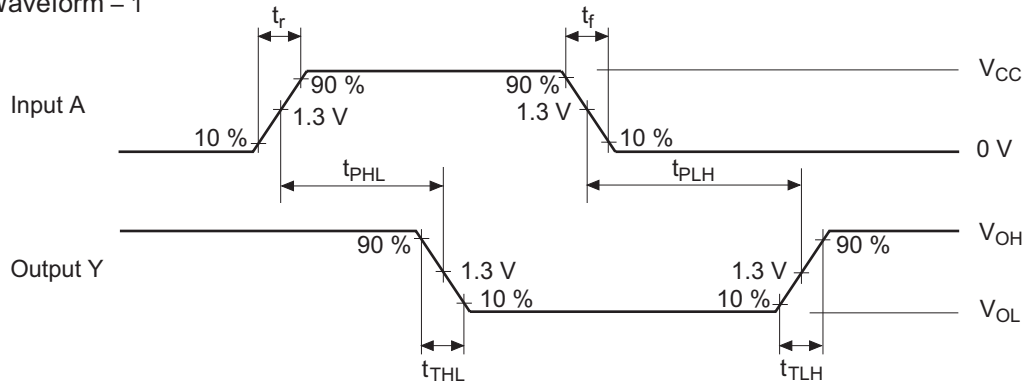 Waveform – 1
tr
tf
VCC
90 %
90 %
Input A
1.3 V
1.3 V
10 %
10 %
0 V
tPHL
tPLH
VOH
90 %
90 %
Output Y
1.3 V
1.3 V
10 %
10 %
VOL
tTHL
tTLH